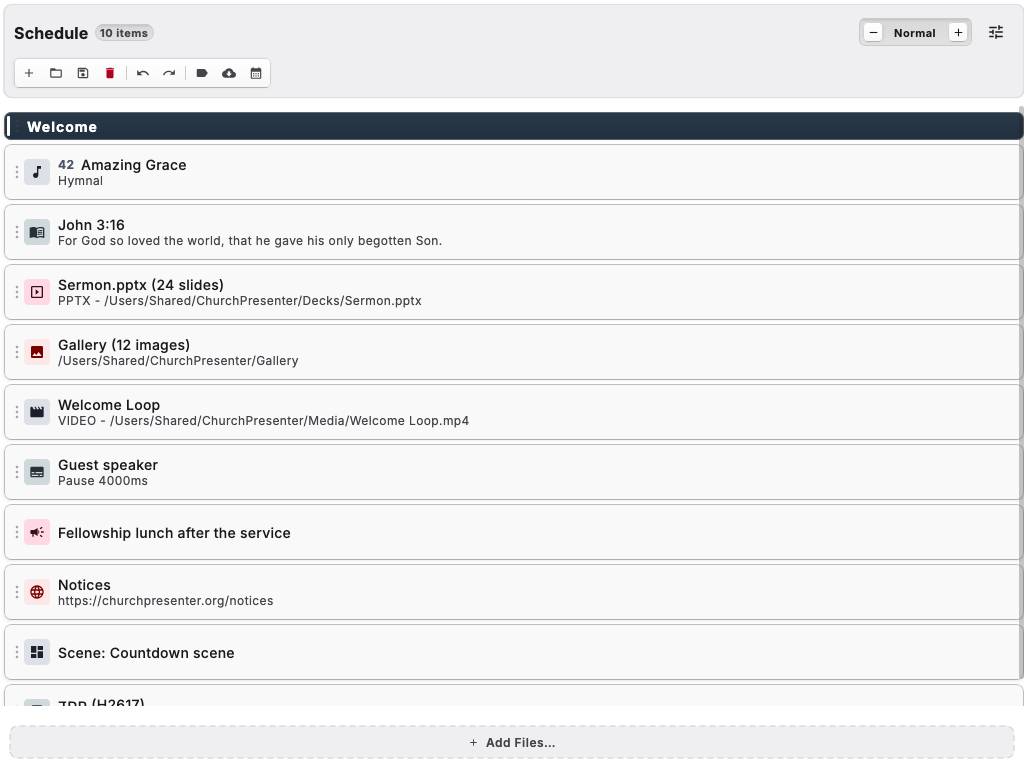 Schedule 10 items
− Normal +
Welcome
42 Amazing Grace
Hymnal
John 3:16
For God so loved the world, that he gave his only begotten Son.
Sermon.pptx (24 slides)
PPTX - /Users/Shared/ChurchPresenter/Decks/Sermon.pptx
Gallery (12 images)
/Users/Shared/ChurchPresenter/Gallery
Welcome Loop
VIDEO - /Users/Shared/ChurchPresenter/Media/Welcome Loop.mp4
Guest speaker
Pause 4000ms
Fellowship lunch after the service
Notices
https://churchpresenter.org/notices
Scene: Countdown scene
(H2617)
+ Add Files...